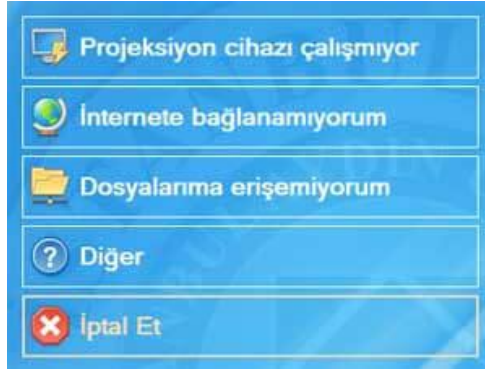 Projeksiyon cihazı çalışmıyor
İnternete bağlanamıyorum
Dosyalarıma erişemiyorum
Diğer
İptal Et